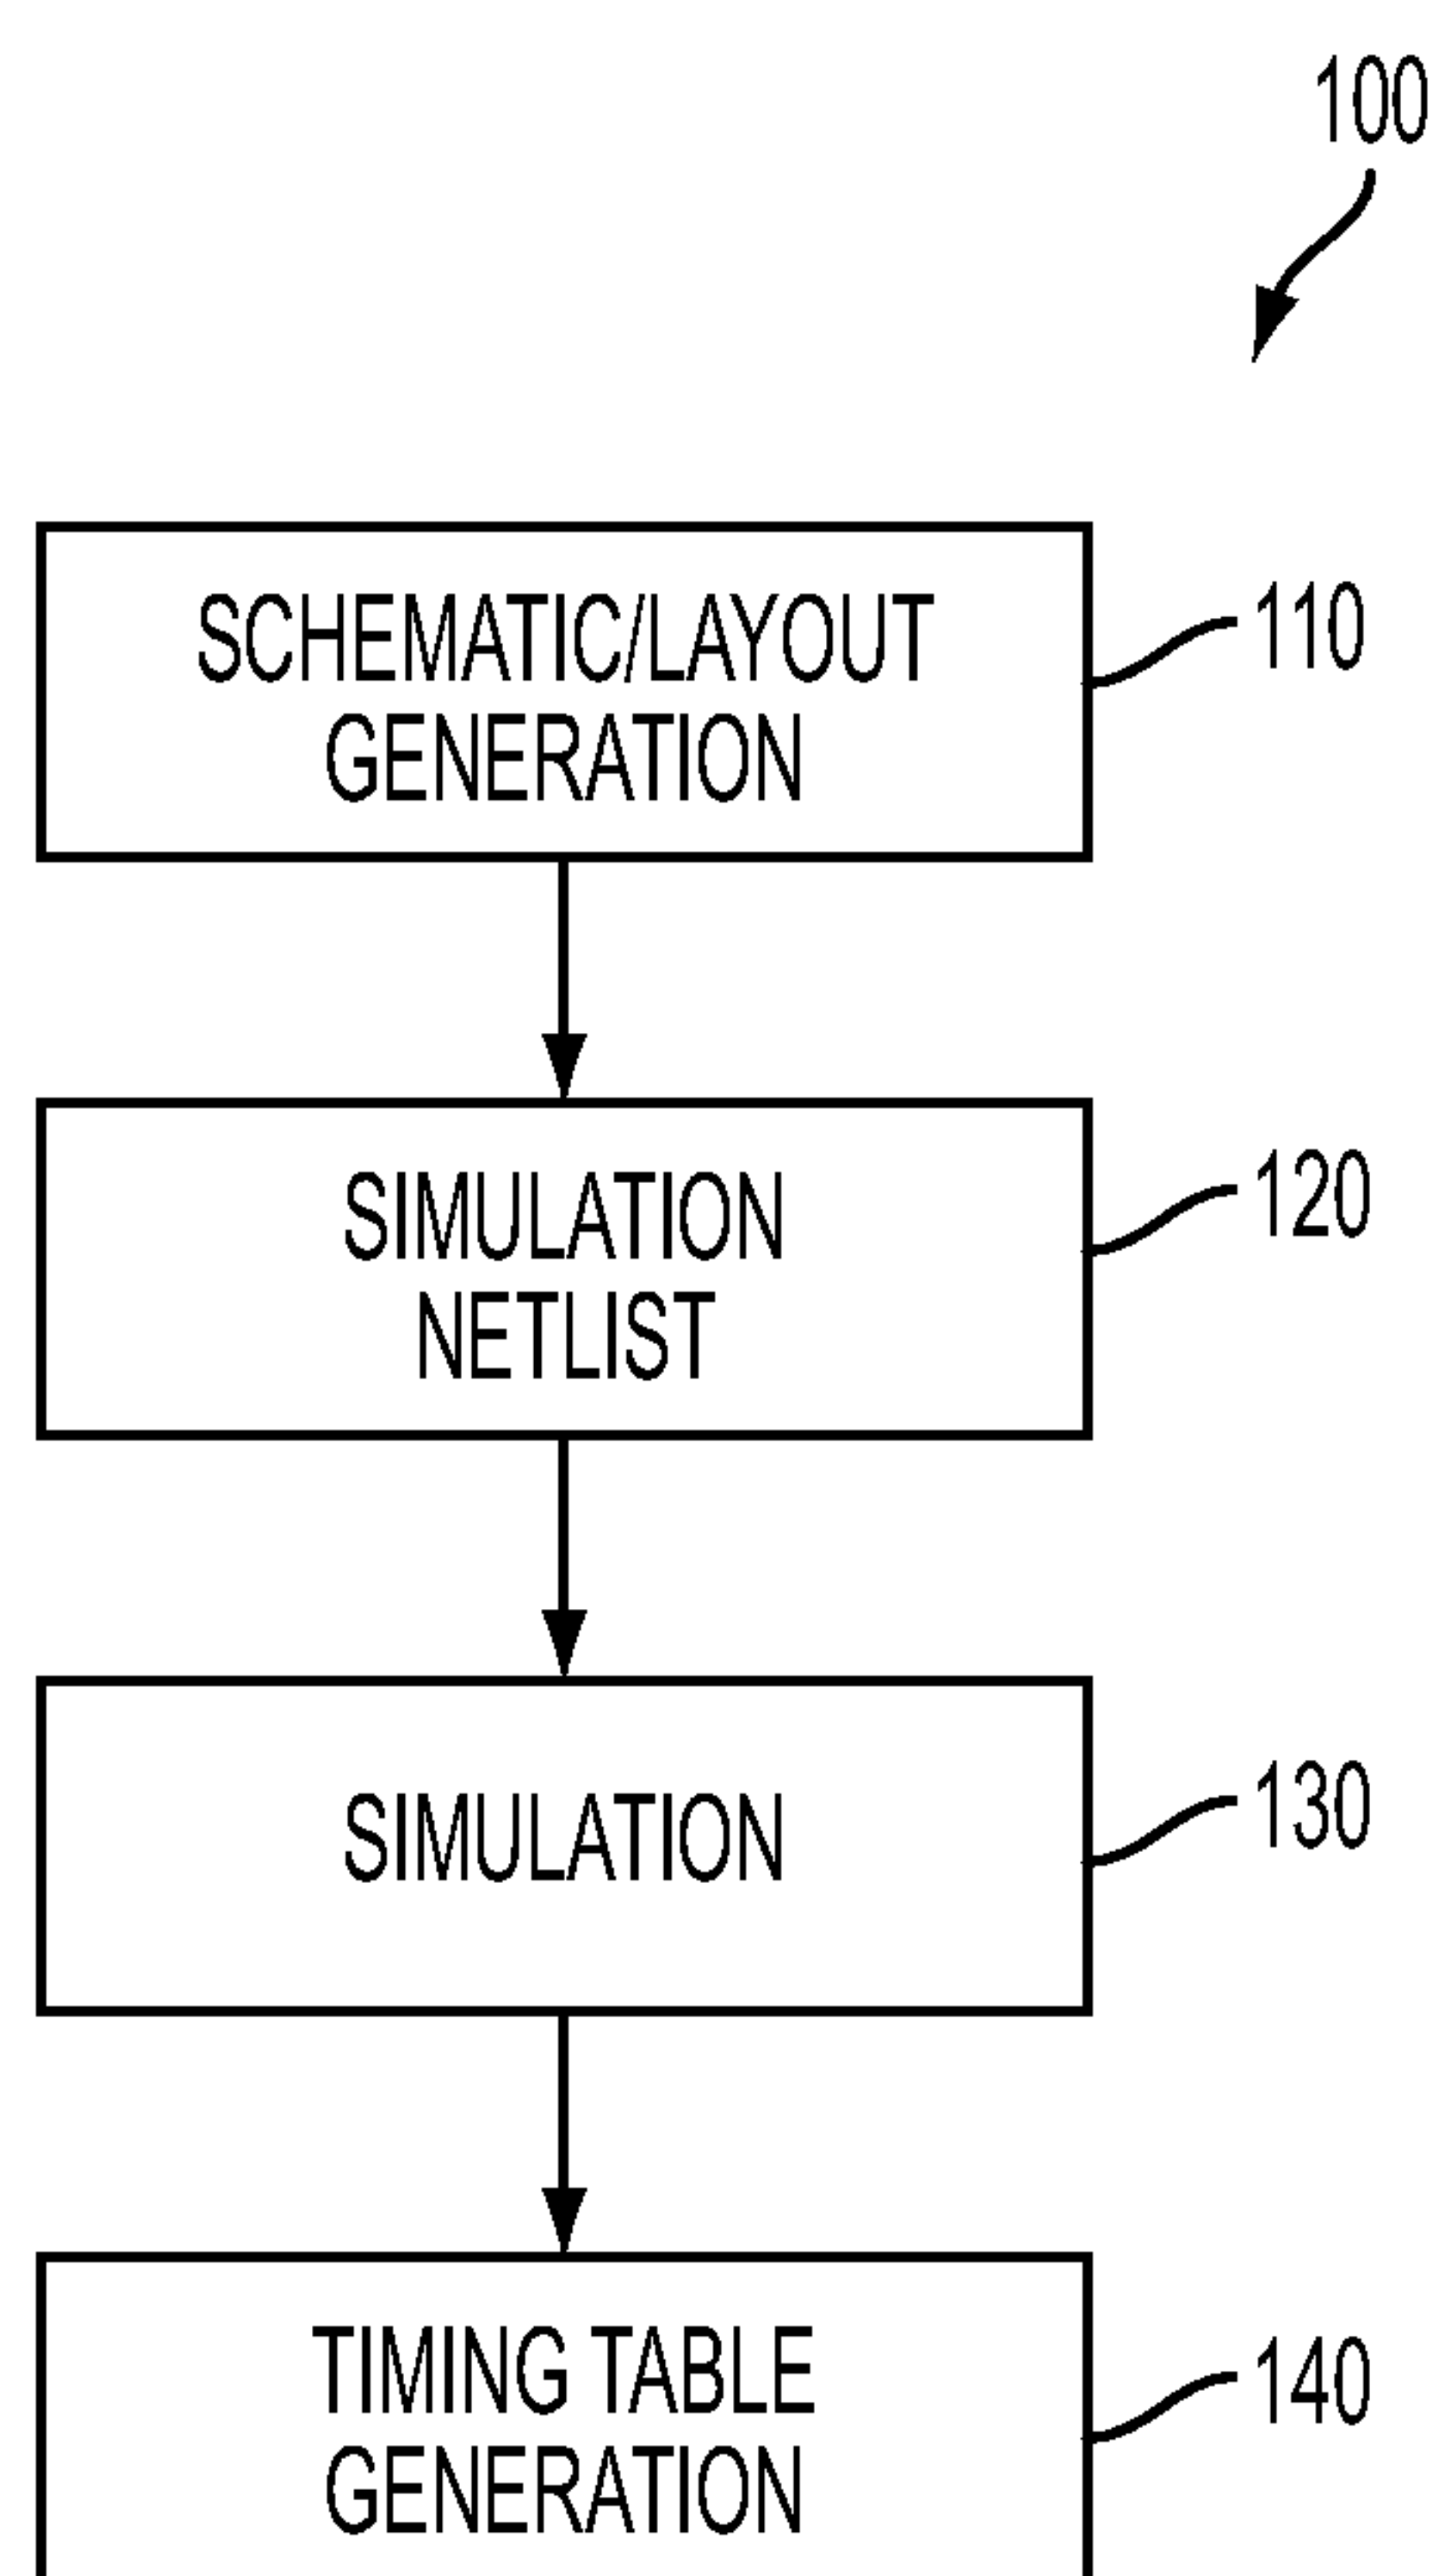 100
SCHEMATIC/LAYOUT
GENERATION
110
SIMULATION
NETLIST
120
SIMULATION
130
TIMING TABLE
GENERATION
140